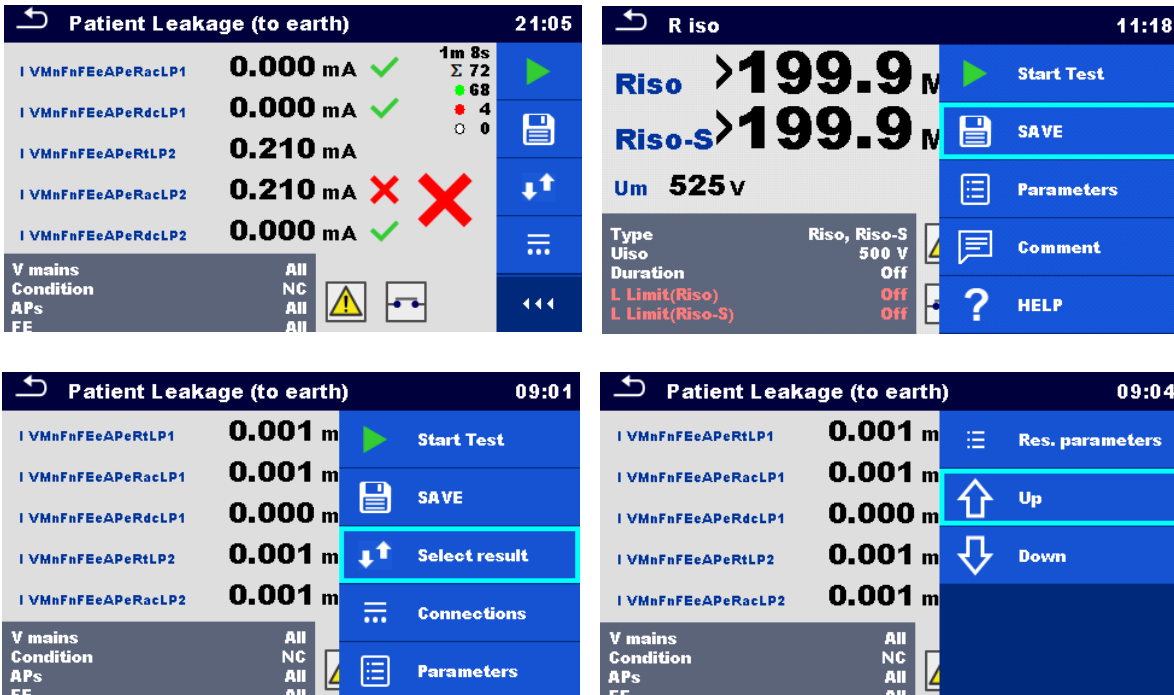 Patient Leakage (to earth) 21:05
I VMnFnFEeAPeRacLP1 0.000 mA
I VMnFnFEeAPeRdcLP1 0.000 mA
I VMnFnFEeAPeRtLP2 0.210 mA
I VMnFnFEeAPeRacLP2 0.210 mA
I VMnFnFEeAPeRdcLP2 0.000 mA
1m 8s
Σ 72
68
4
0
V mains All
Condition NC
APs All
FE All
R iso 11:18
Riso >199.9 M
Riso-S >199.9 M
Um 525 V
Type Riso, Riso-S
Uiso 500 V
Duration Off
L Limit(Riso) Off
L Limit(Riso-S) Off
Start Test
SAVE
Parameters
Comment
? HELP
Patient Leakage (to earth) 09:01
I VMnFnFEeAPeRtLP1 0.001 m
I VMnFnFEeAPeRacLP1 0.001 m
I VMnFnFEeAPeRdcLP1 0.000 m
I VMnFnFEeAPeRtLP2 0.001 m
I VMnFnFEeAPeRacLP2 0.001 m
V mains All
Condition NC
APs All
FE All
Start Test
SAVE
Select result
Connections
Parameters
Patient Leakage (to earth) 09:04
I VMnFnFEeAPeRtLP1 0.001 m
I VMnFnFEeAPeRacLP1 0.001 m
I VMnFnFEeAPeRdcLP1 0.000 m
I VMnFnFEeAPeRtLP2 0.001 m
I VMnFnFEeAPeRacLP2 0.001 m
V mains All
Condition NC
APs All
FE All
Res. parameters
Up
Down